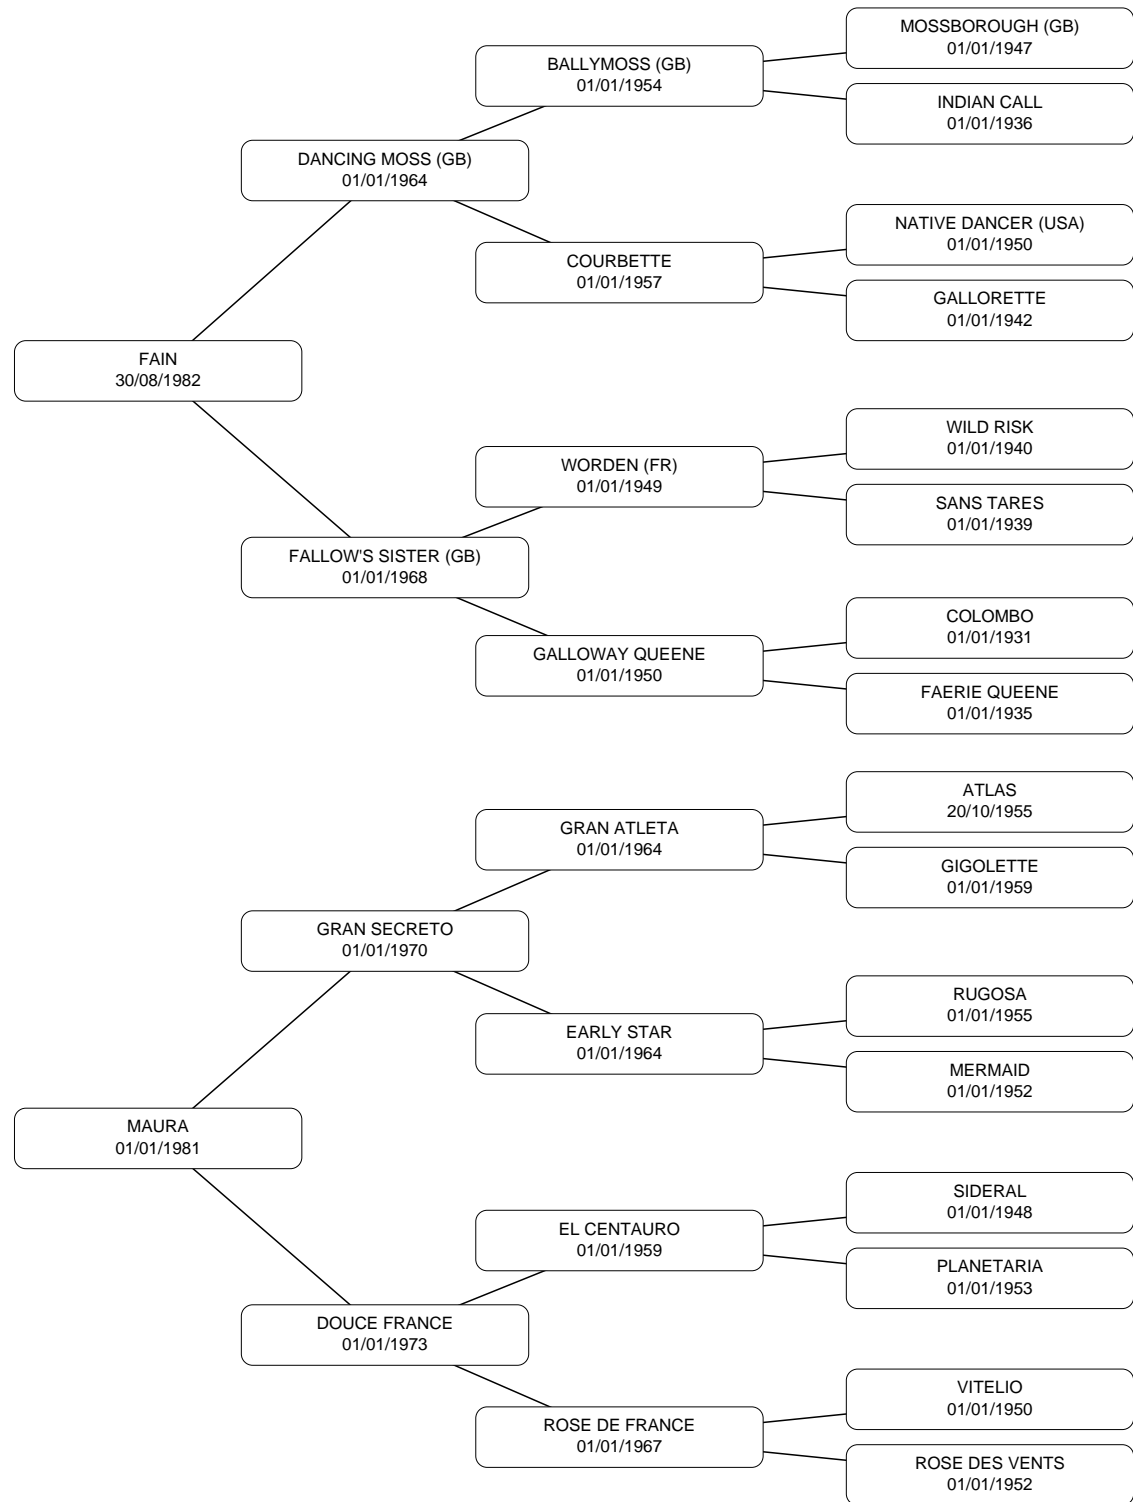 MOSSBOROUGH (GB)
01/01/1947
BALLYMOSS (GB)
01/01/1954
INDIAN CALL
01/01/1936
DANCING MOSS (GB)
01/01/1964
NATIVE DANCER (USA)
01/01/1950
COURBETTE
01/01/1957
GALLORETTE
01/01/1942
FAIN
30/08/1982
WILD RISK
01/01/1940
WORDEN (FR)
01/01/1949
SANS TARES
01/01/1939
FALLOW'S SISTER (GB)
01/01/1968
COLOMBO
01/01/1931
GALLOWAY QUEENE
01/01/1950
FAERIE QUEENE
01/01/1935
ATLAS
20/10/1955
GRAN ATLETA
01/01/1964
GIGOLETTE
01/01/1959
GRAN SECRETO
01/01/1970
RUGOSA
01/01/1955
EARLY STAR
01/01/1964
MERMAID
01/01/1952
MAURA
01/01/1981
SIDERAL
01/01/1948
EL CENTAURO
01/01/1959
PLANETARIA
01/01/1953
DOUCE FRANCE
01/01/1973
VITELIO
01/01/1950
ROSE DE FRANCE
01/01/1967
ROSE DES VENTS
01/01/1952